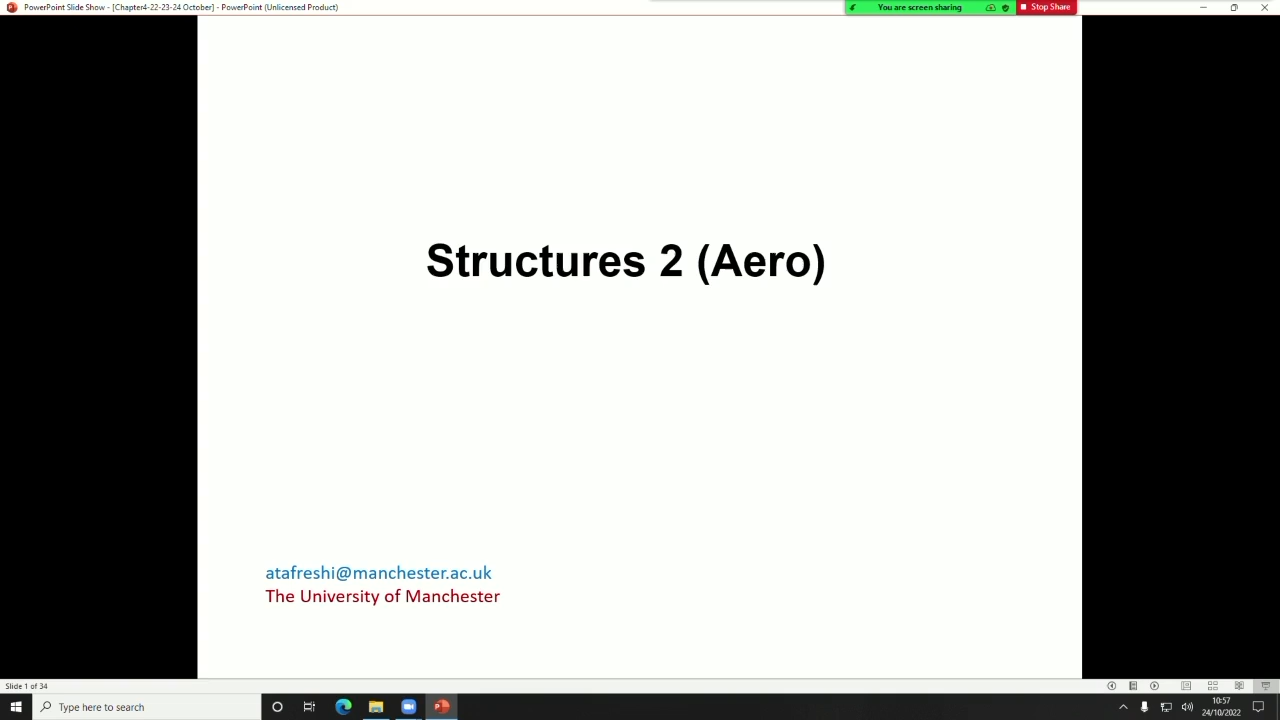 PowerPoint Slide Show - [Chapter4-22-23-24 October] - PowerPoint (Unlicensed Product)
You are screen sharing
Stop Share
Structures 2 (Aero)
atafreshi@manchester.ac.uk
The University of Manchester
Slide 1 of 34
Type here to search
10:57
24/10/2022